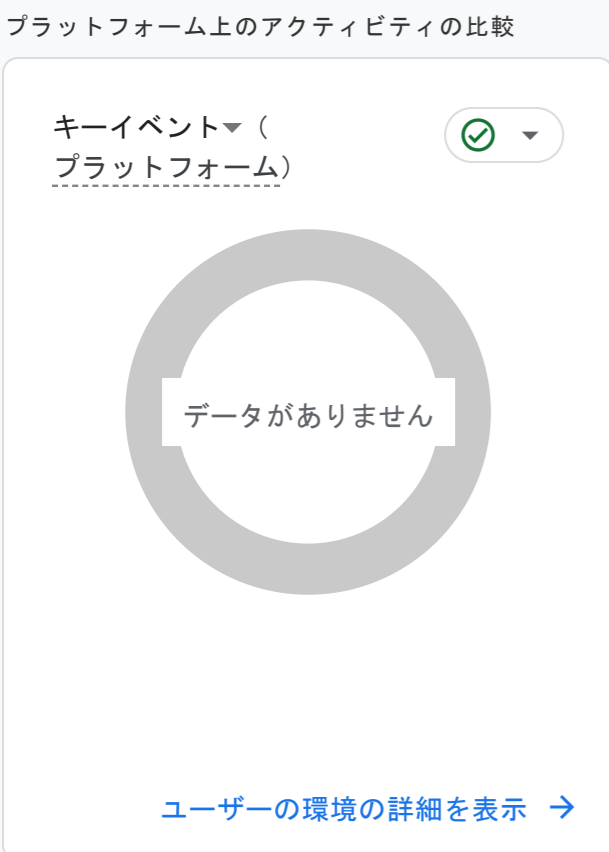 プラットフォーム上のアクティビティの比較
キーイベント（
プラットフォーム）
データがありません
ユーザーの環境の詳細を表示